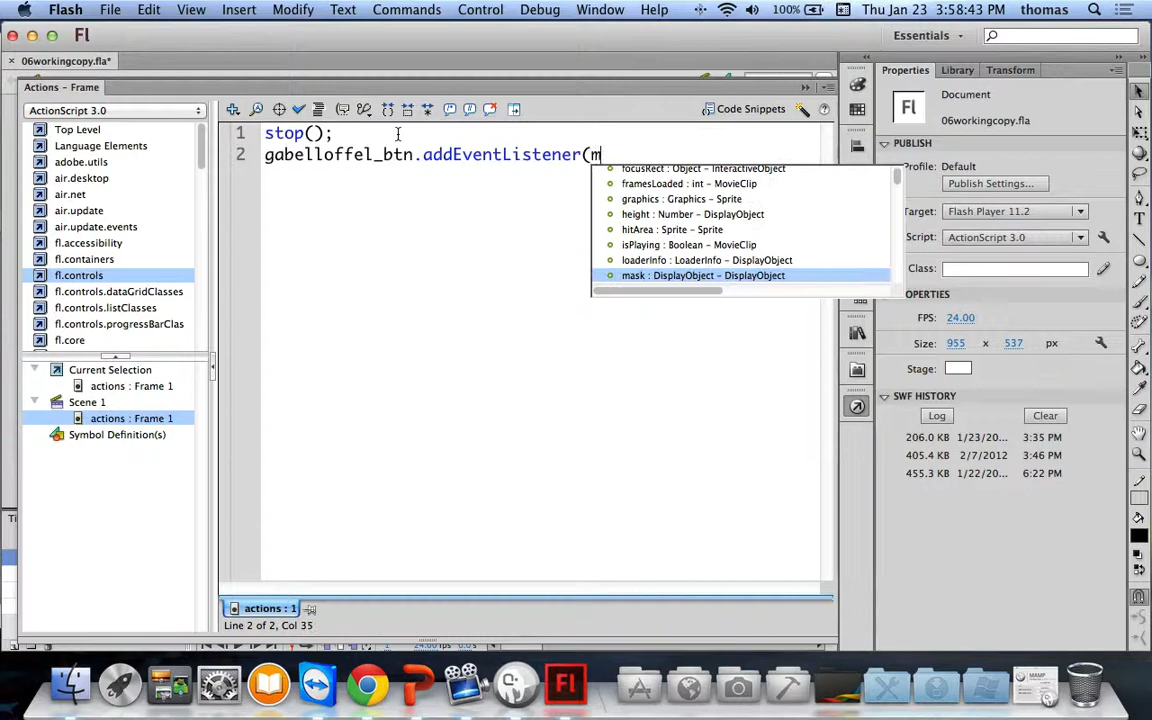 Flash File Edit View Insert Modify Text Commands Control Debug Window Help 100% Thu Jan 23 3:58:43 PM thomas
Fl Essentials
06workingcopy.fla*
Actions - Frame
ActionScript 3.0
Code Snippets
Top Level
Language Elements
adobe.utils
air.desktop
air.net
air.update
air.update.events
fl.accessibility
fl.containers
fl.controls
fl.controls.dataGridClasses
fl.controls.listClasses
fl.controls.progressBarClas
fl.core
Current Selection
actions : Frame 1
Scene 1
actions : Frame 1
Symbol Definition(s)
1 stop();
2 gabelloffel_btn.addEventListener(m
focusRect : Object – InteractiveObject
framesLoaded : int – MovieClip
graphics : Graphics – Sprite
height : Number – DisplayObject
hitArea : Sprite – Sprite
isPlaying : Boolean – MovieClip
loaderInfo : LoaderInfo – DisplayObject
mask : DisplayObject – DisplayObject
actions : 1
Line 2 of 2, Col 35
Properties Library Transform
Fl Document
06workingcopy.fla
PUBLISH
Profile: Default
Publish Settings...
Target: Flash Player 11.2
Script: ActionScript 3.0
Class:
PROPERTIES
FPS: 24.00
Size: 955 x 537 px
Stage:
SWF HISTORY
Log Clear
206.0 KB 1/23/20... 3:35 PM
405.4 KB 2/7/2012 3:46 PM
455.3 KB 1/22/20... 6:22 PM
Fl
MAMP